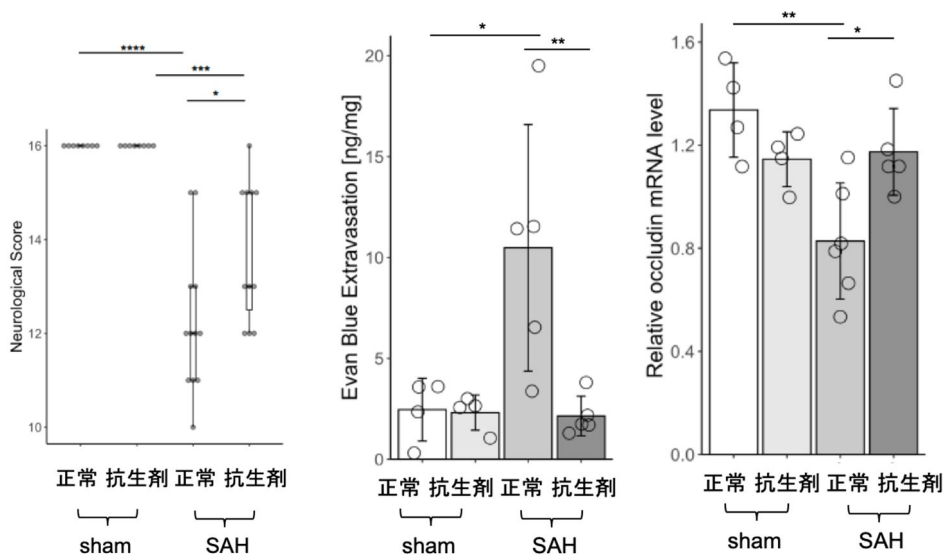 ****
***
*
Neurological Score
16
14
12
10
正常 抗生剤 正常 抗生剤
sham SAH
*
**
Evan Blue Extravasation [ng/mg]
20
15
10
5
0
正常 抗生剤 正常 抗生剤
sham SAH
**
*
Relative occludin mRNA level
1.6
1.2
0.8
0.4
0.0
正常 抗生剤 正常 抗生剤
sham SAH